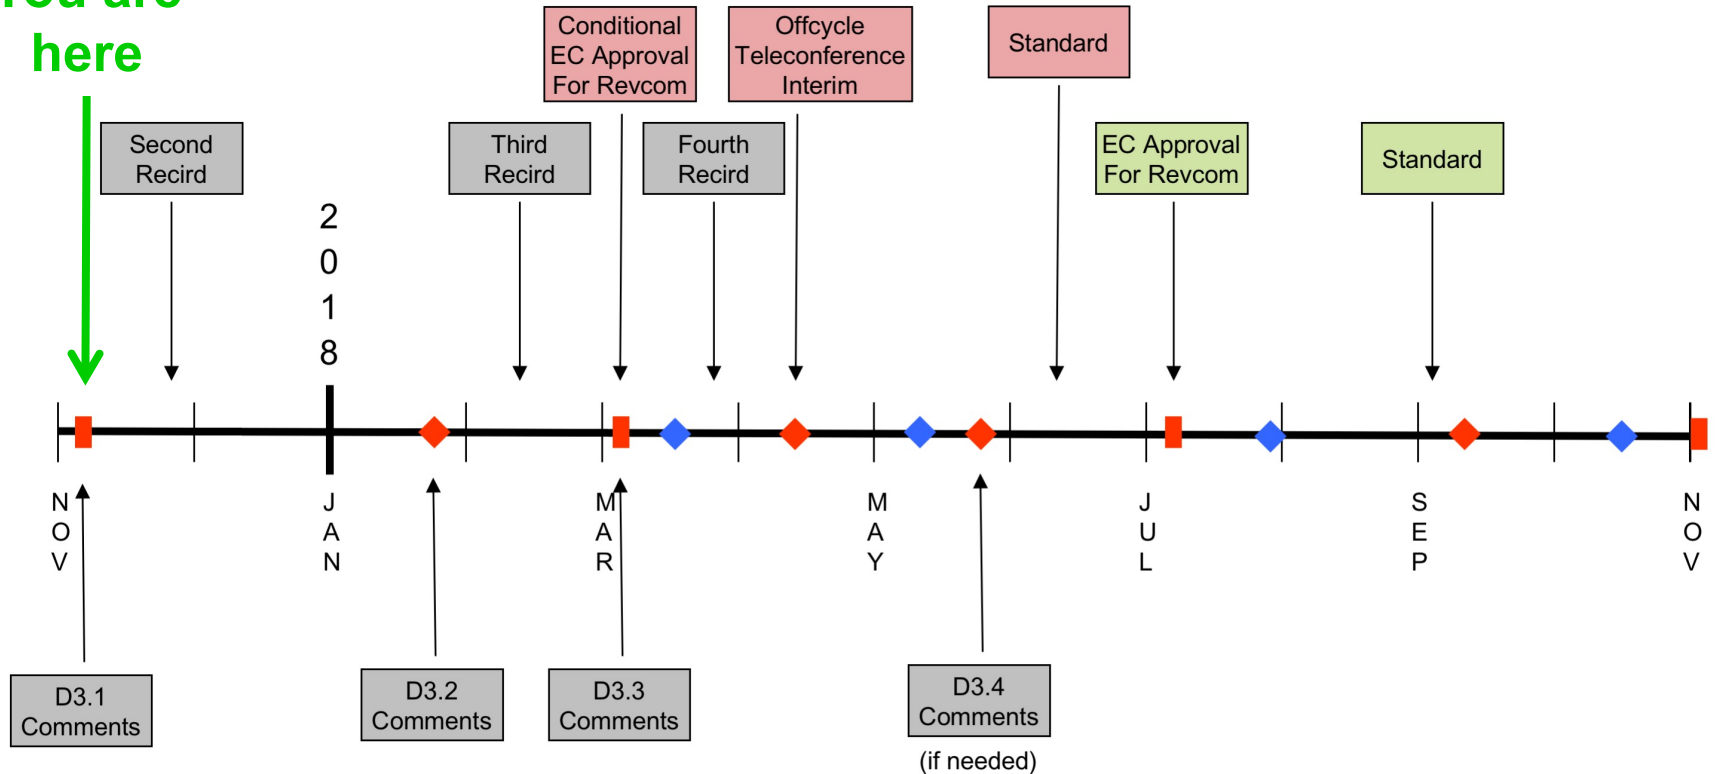 You are
here
Conditional
EC Approval
For Revcom
Offcycle
Teleconference
Interim
Standard
Second
Recird
Third
Recird
Fourth
Recird
EC Approval
For Revcom
Standard
2
0
1
8
N
O
V
J
A
N
M
A
R
M
A
Y
J
U
L
S
E
P
N
O
V
D3.1
Comments
D3.2
Comments
D3.3
Comments
D3.4
Comments
(if needed)